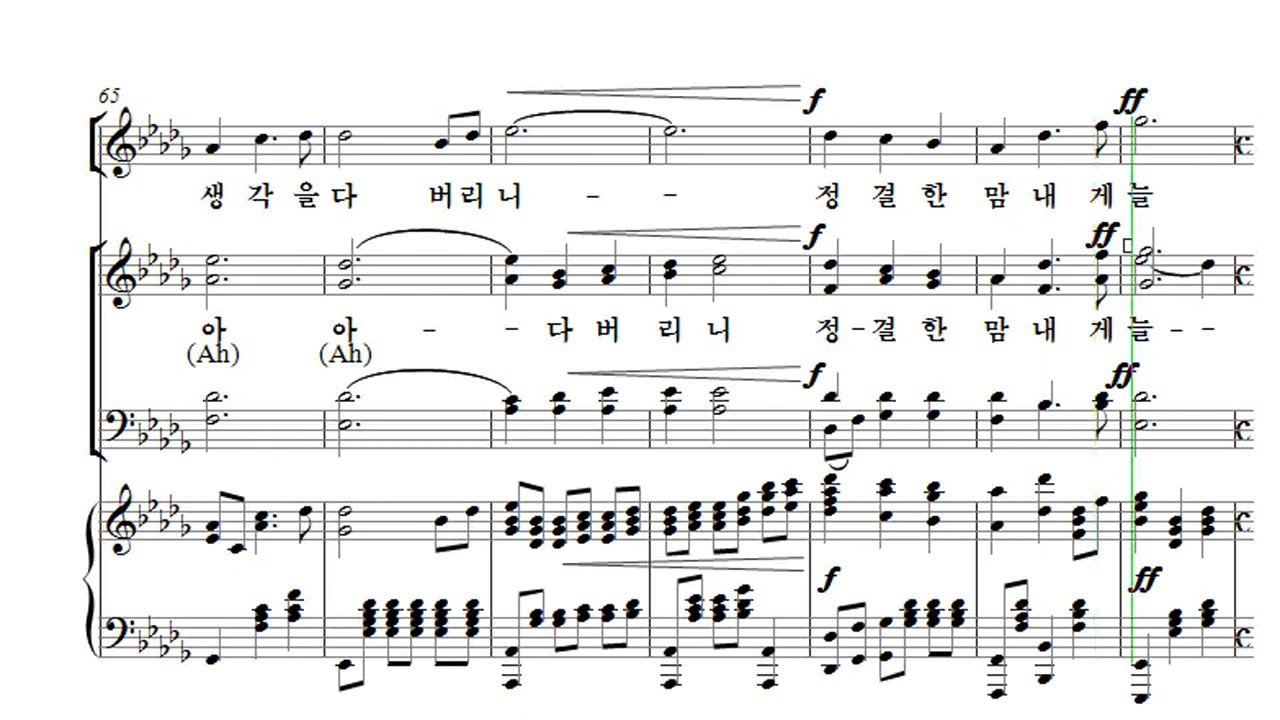 65
f
ff
생 각 을 다 버 리 니 - - 정 결 한 맘 내 게 늘
f
ff
아 아 - - 다 버 리 니 정 - 결 한 맘 내 게 늘 - -
(Ah) (Ah)
f
ff
f
ff